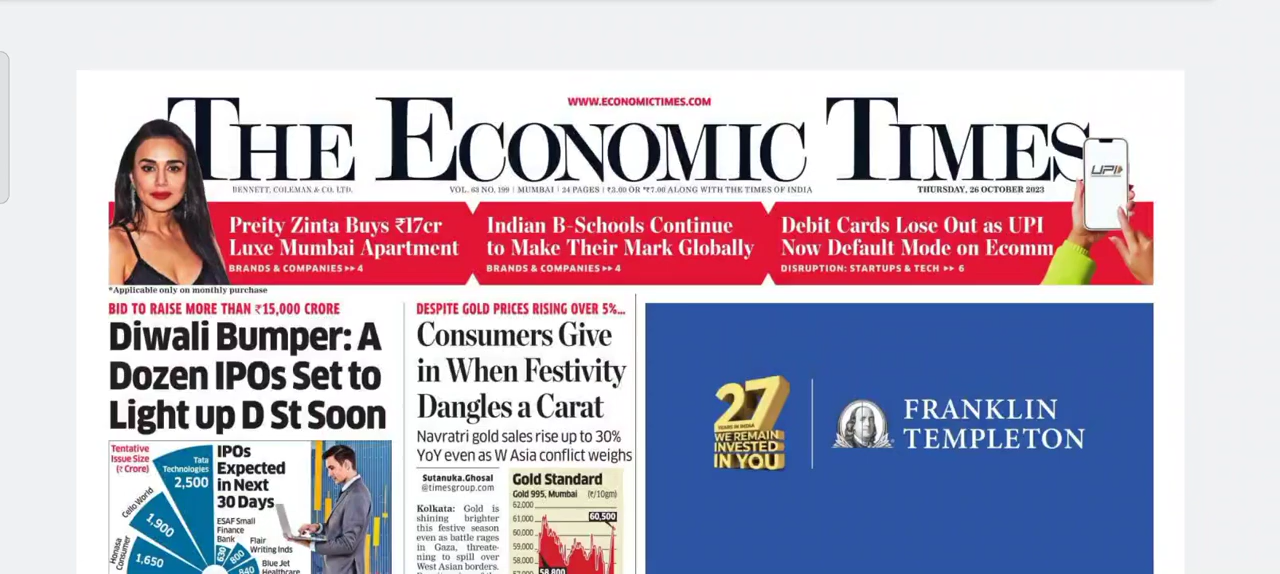 WWW.ECONOMICTIMES.COM
THE ECONOMIC TIMES
BENNETT, COLEMAN & CO. LTD.
VOL. 63 NO. 199 | MUMBAI | 24 PAGES | ₹3.00 OR *₹7.00 ALONG WITH THE TIMES OF INDIA
THURSDAY, 26 OCTOBER 2023
UPI
Preity Zinta Buys ₹17cr
Luxe Mumbai Apartment
BRANDS & COMPANIES >> 4
Indian B-Schools Continue
to Make Their Mark Globally
BRANDS & COMPANIES >> 4
Debit Cards Lose Out as UPI
Now Default Mode on Ecomm
DISRUPTION: STARTUPS & TECH >> 6
*Applicable only on monthly purchase
BID TO RAISE MORE THAN ₹15,000 CRORE
Diwali Bumper: A
Dozen IPOs Set to
Light up D St Soon
Tentative
Issue Size
(₹ Crore)
IPOs
Expected
in Next
30 Days
Tata
Technologies
2,500
Cello World
1,900
Honasa
Consumer
1,650
ESAF Small
Finance
Bank
Flair
Writing Inds
800
Blue Jet
Healthcare
840
DESPITE GOLD PRICES RISING OVER 5%...
Consumers Give
in When Festivity
Dangles a Carat
Navratri gold sales rise up to 30%
YoY even as W Asia conflict weighs
Sutanuka.Ghosal
@timesgroup.com
Kolkata: Gold is
shining brighter
this festive season
even as battle rages
in Gaza, threate-
ning to spill over
West Asian borders.
Gold Standard
Gold 995, Mumbai (₹/10gm)
62,000
61,000
60,000
59,000
58,000
60,500
58,800
27
YEARS IN INDIA
WE REMAIN
INVESTED
IN YOU
FRANKLIN
TEMPLETON